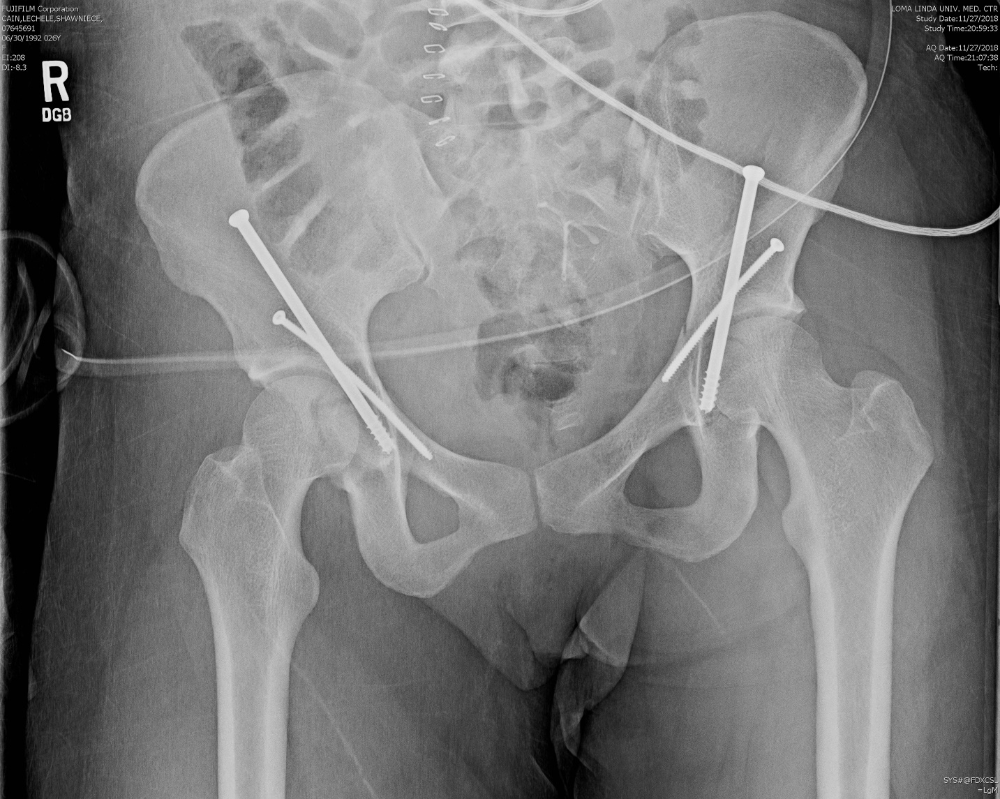 FUJIFILM Corporation
CAIN,LECHELE,SHAWNIECE,
07645691
06/30/1992 026Y
F
EI:208
DI:-8.3
R
DGB
LOMA LINDA UNIV. MED. CTR
Study Date:11/27/2018
Study Time:20:59:33
AQ Date:11/27/2018
AQ Time:21:07:38
Tech:
SYS#@FDXCSL
=LgM